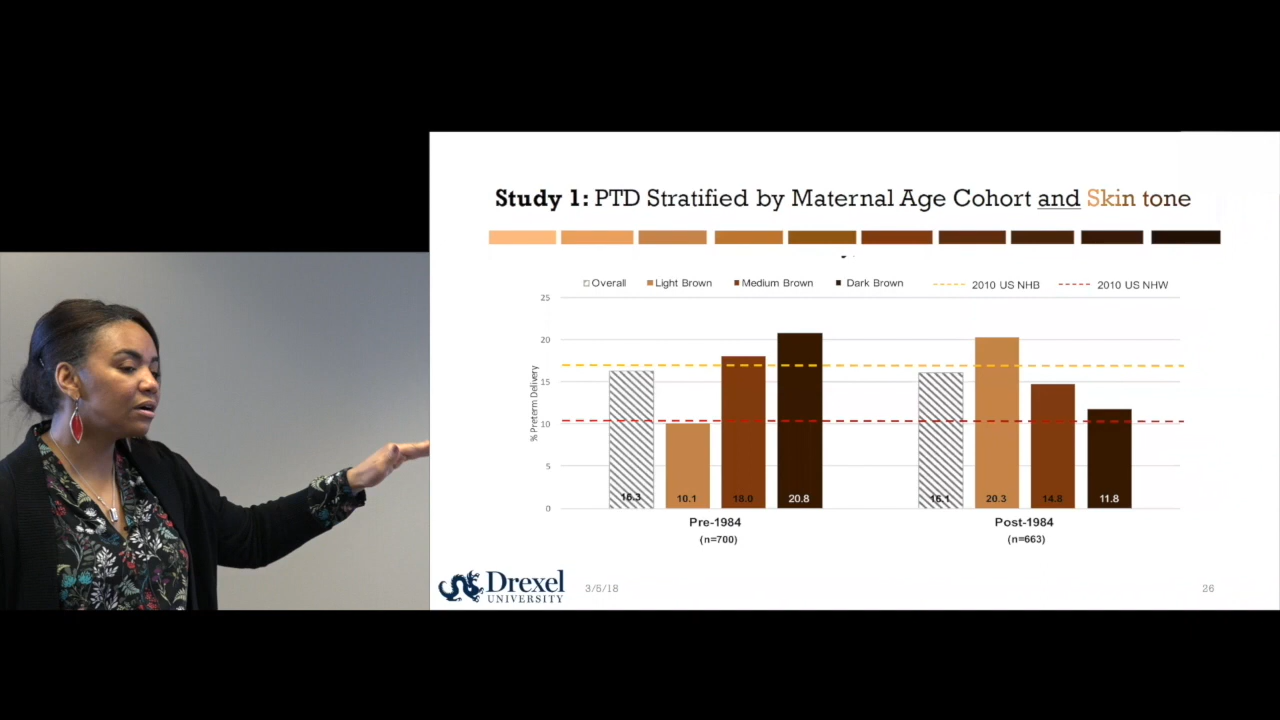 Study 1: PTD Stratified by Maternal Age Cohort and Skin tone
Overall Light Brown Medium Brown Dark Brown 2010 US NHB 2010 US NHW
% Preterm Delivery
25
20
15
10
5
0
16.3 10.1 18.0 20.8 16.1 20.3 14.8 11.8
Pre-1984 Post-1984
(n=700) (n=663)
Drexel
UNIVERSITY
3/5/18 26